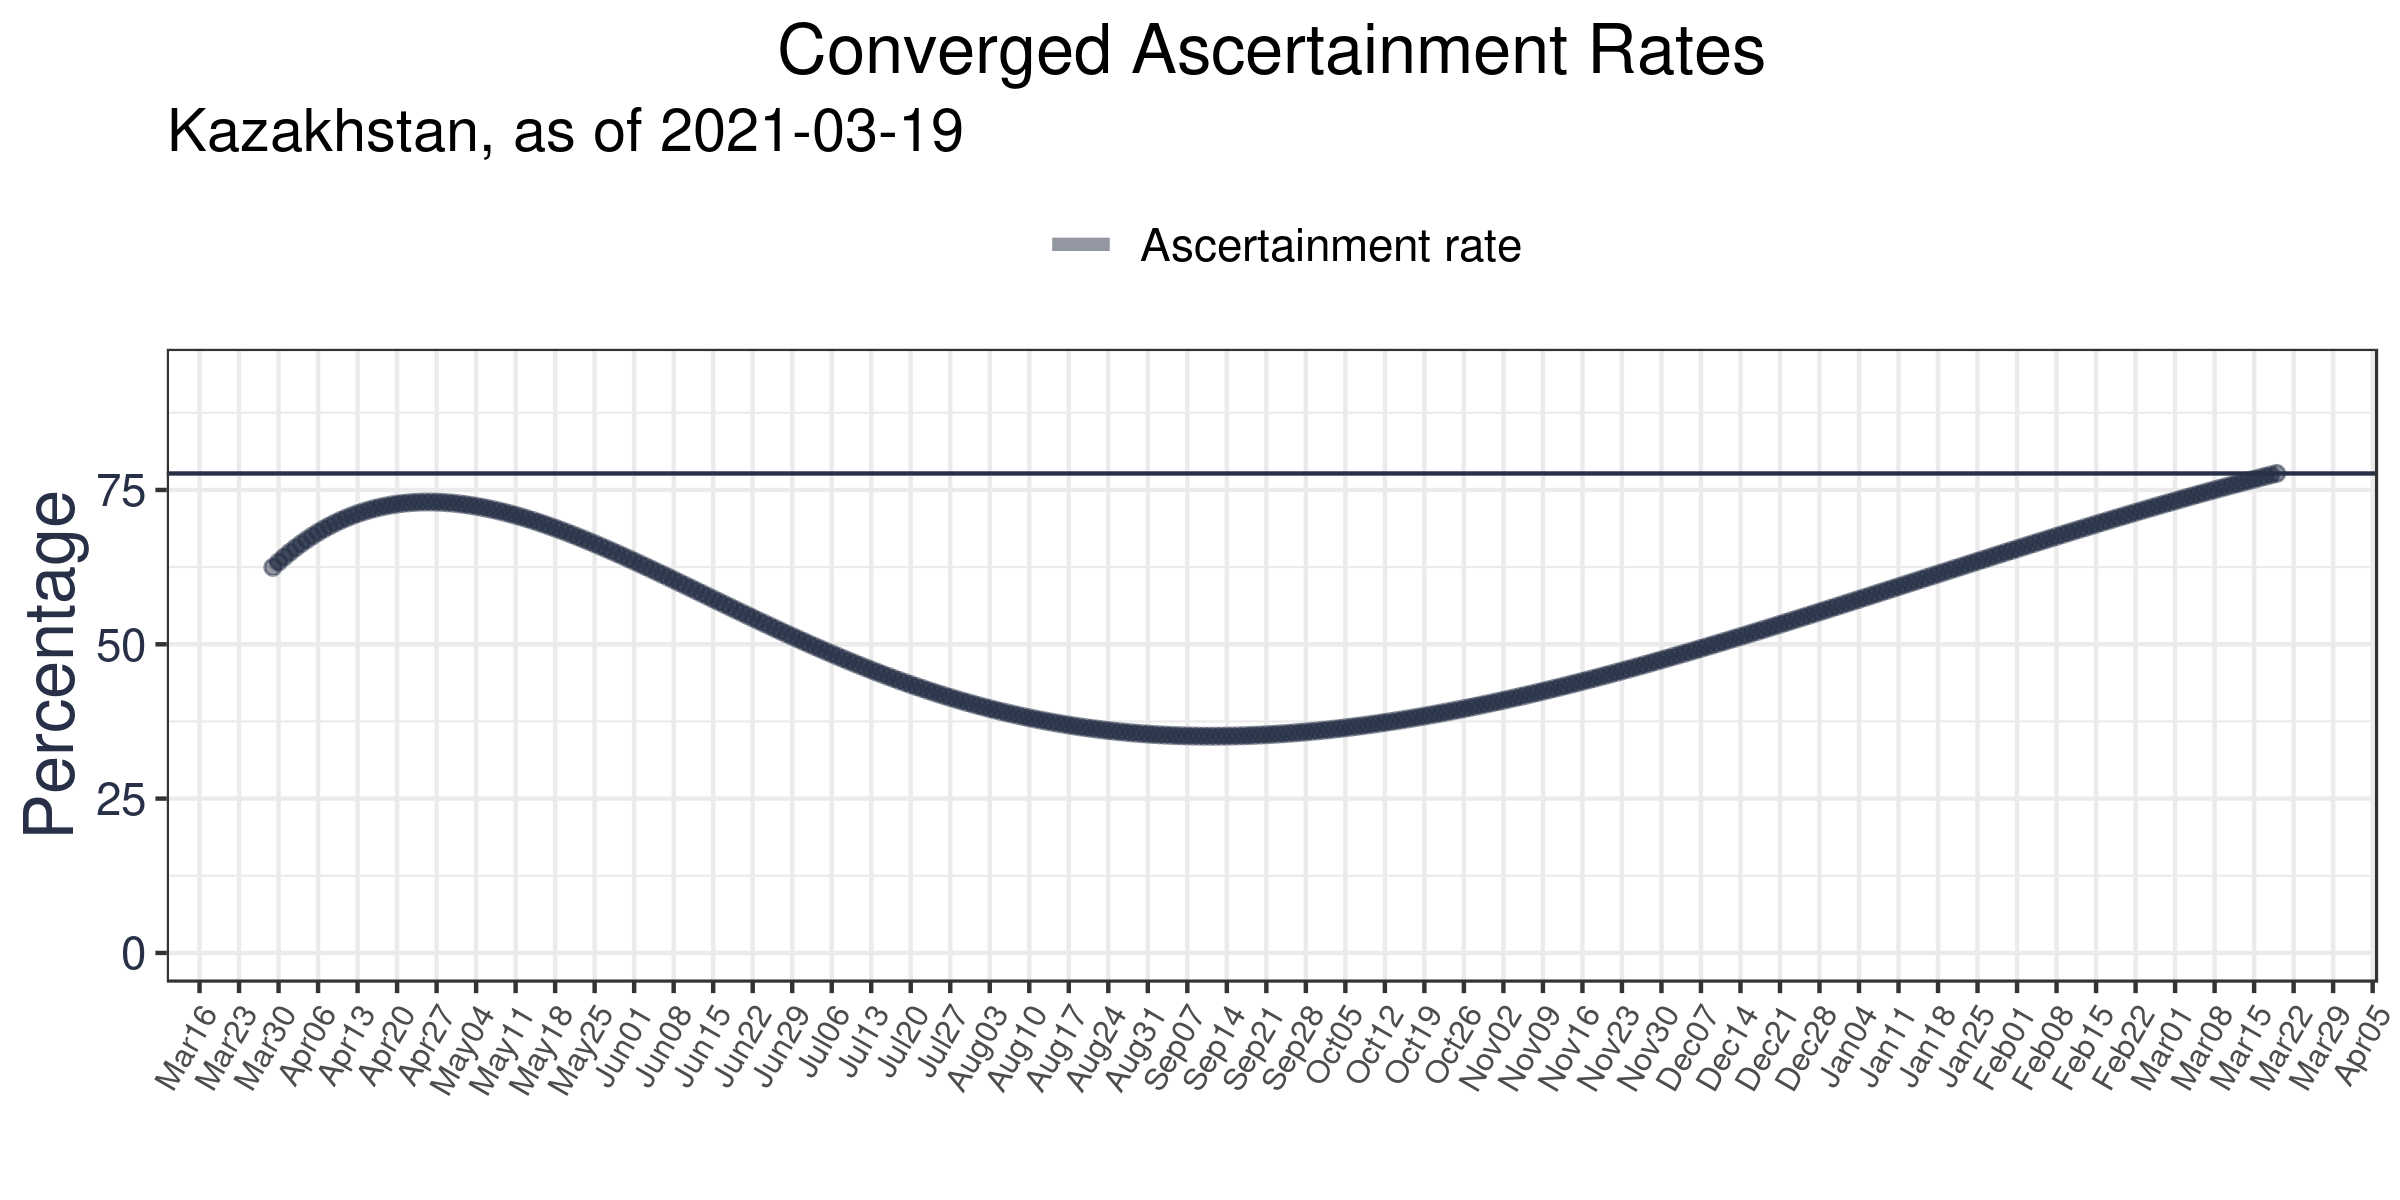 Converged Ascertainment Rates
Kazakhstan, as of 2021-03-19
Ascertainment rate
Percentage
75
50
25
0
Mar16 Mar23 Mar30 Apr06 Apr13 Apr20 Apr27 May04 May11 May18 May25 Jun01 Jun08 Jun15 Jun22 Jun29 Jul06 Jul13 Jul20 Jul27 Aug03 Aug10 Aug17 Aug24 Aug31 Sep07 Sep14 Sep21 Sep28 Oct05 Oct12 Oct19 Oct26 Nov02 Nov09 Nov16 Nov23 Nov30 Dec07 Dec14 Dec21 Dec28 Jan04 Jan11 Jan18 Jan25 Feb01 Feb08 Feb15 Feb22 Mar01 Mar08 Mar15 Mar22 Mar29 Apr05